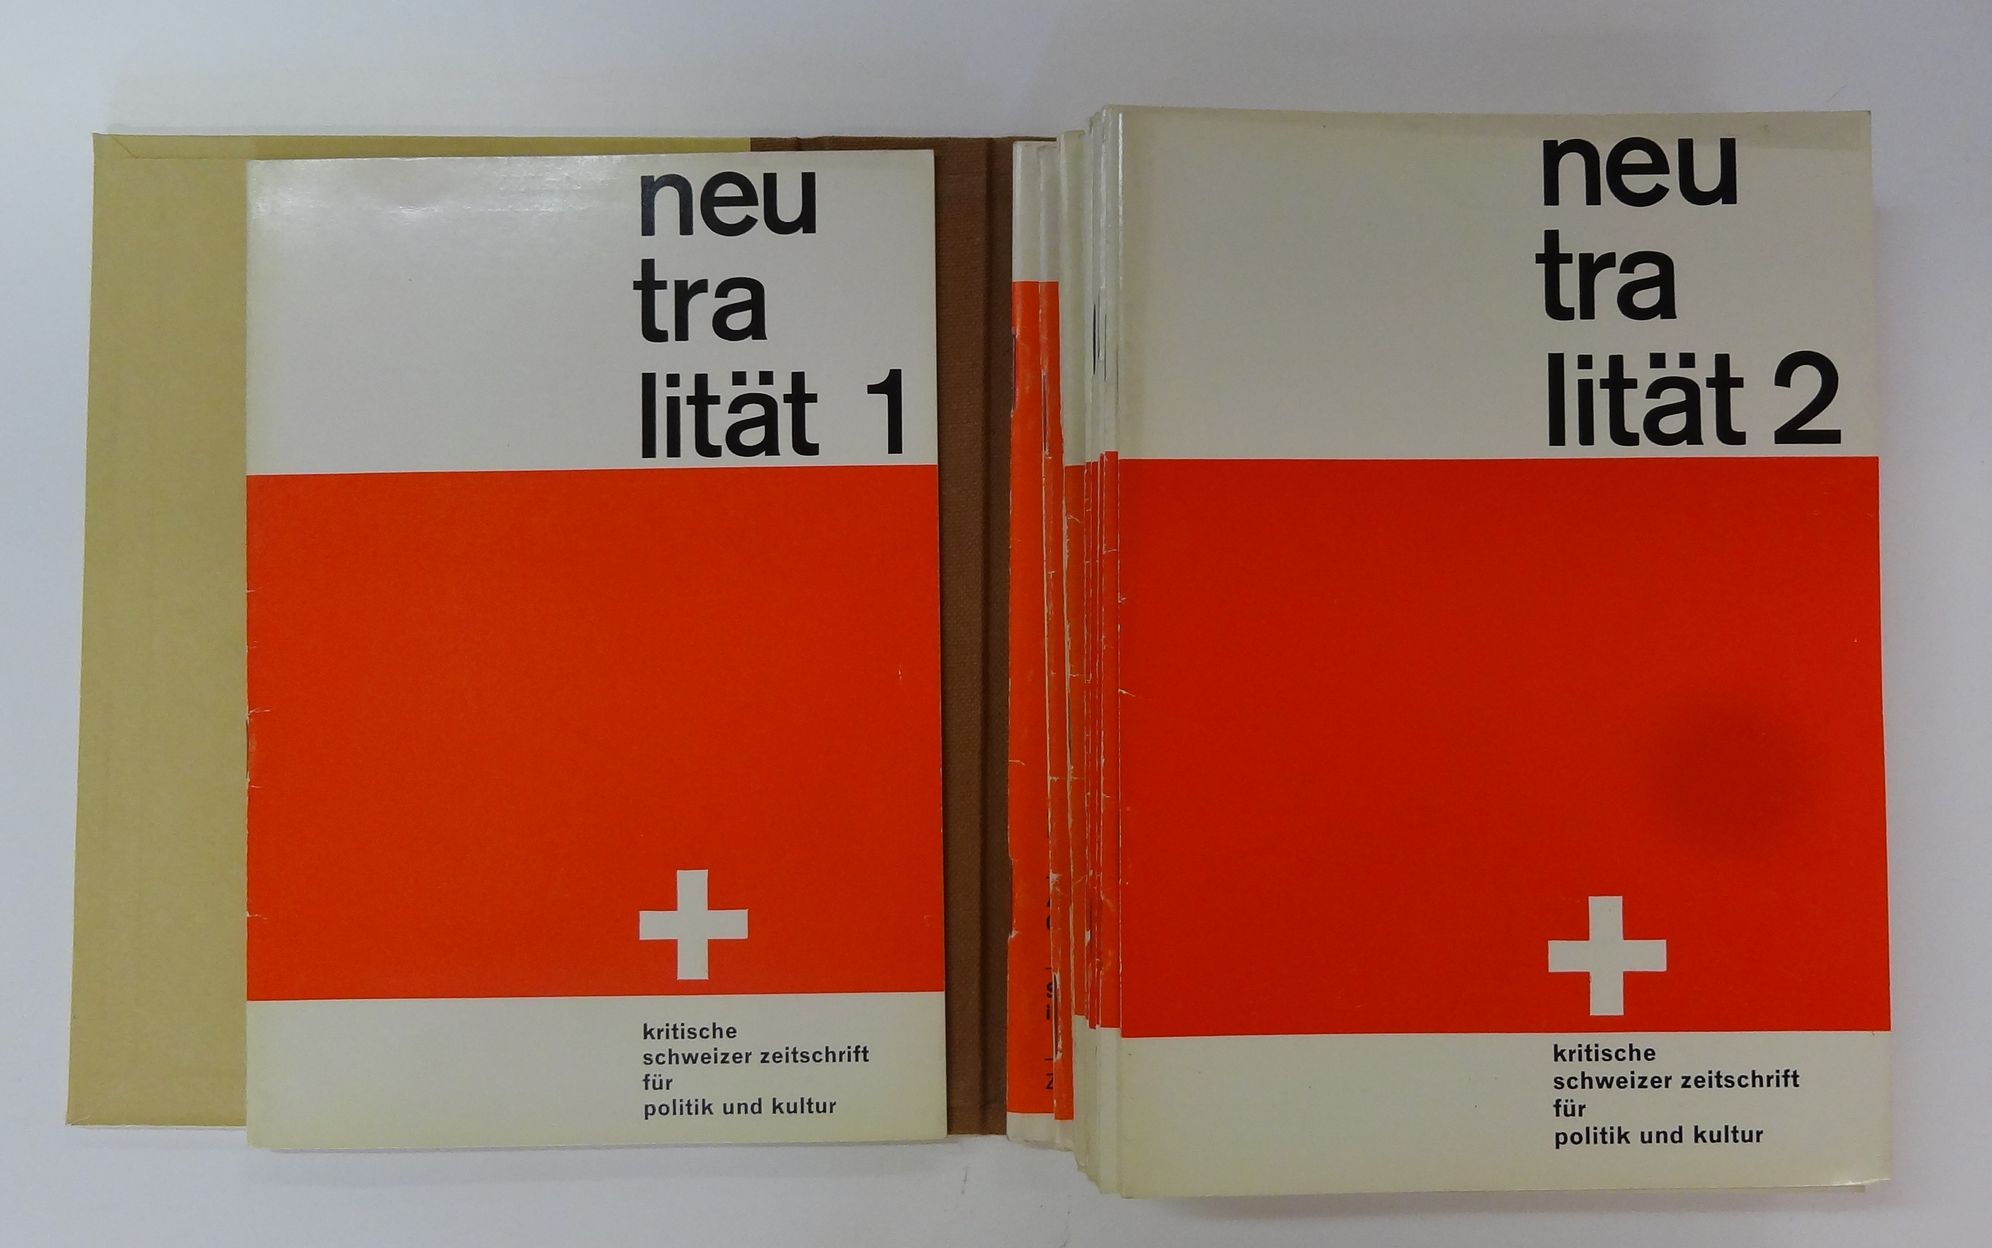 neu
tra
lität 1
kritische
schweizer zeitschrift
für
politik und kultur
neu
tra
lität 2
kritische
schweizer zeitschrift
für
politik und kultur